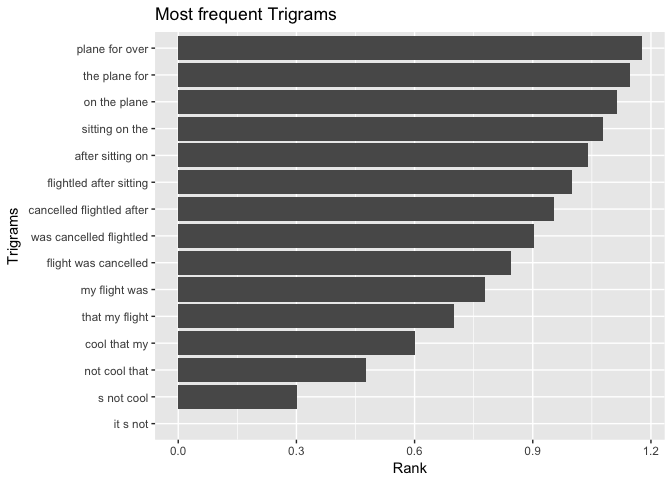 Most frequent Trigrams
Trigrams
plane for over
the plane for
on the plane
sitting on the
after sitting on
flightled after sitting
cancelled flightled after
was cancelled flightled
flight was cancelled
my flight was
that my flight
cool that my
not cool that
s not cool
it s not
0.0 0.3 0.6 0.9 1.2
Rank